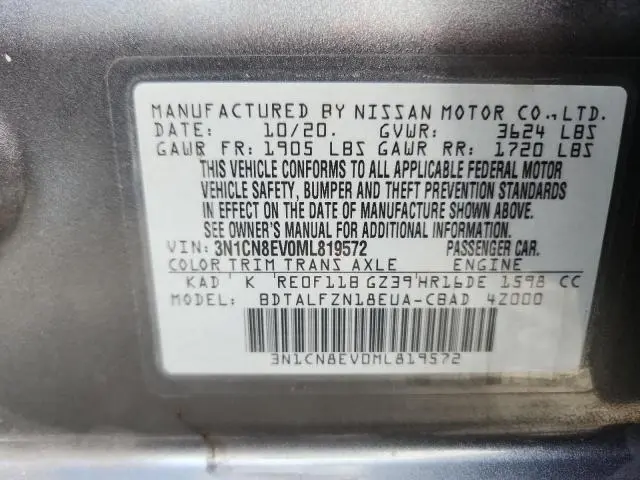 MANUFACTURED BY NISSAN MOTOR CO., LTD.
DATE: 10/20. GVWR: 3624 LBS
GAWR FR: 1905 LBS GAWR RR: 1720 LBS
THIS VEHICLE CONFORMS TO ALL APPLICABLE FEDERAL MOTOR
VEHICLE SAFETY, BUMPER AND THEFT PREVENTION STANDARDS
IN EFFECT ON THE DATE OF MANUFACTURE SHOWN ABOVE.
SEE OWNER'S MANUAL FOR ADDITIONAL INFORMATION.
VIN: 3N1CN8EV0ML819572 PASSENGER CAR.
COLOR TRIM TRANS AXLE ENGINE
KAD K RE0F11B GZ39 HR16DE 1598 CC
MODEL: BDTALFZN18EUA-CBAD 4Z000
3N1CN8EV0ML819572